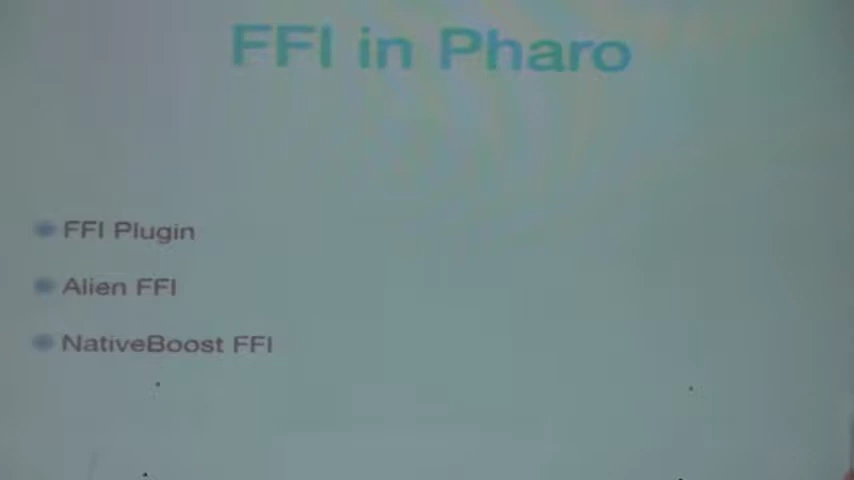 FFI in Pharo
FFI Plugin
Alien FFI
NativeBoost FFI